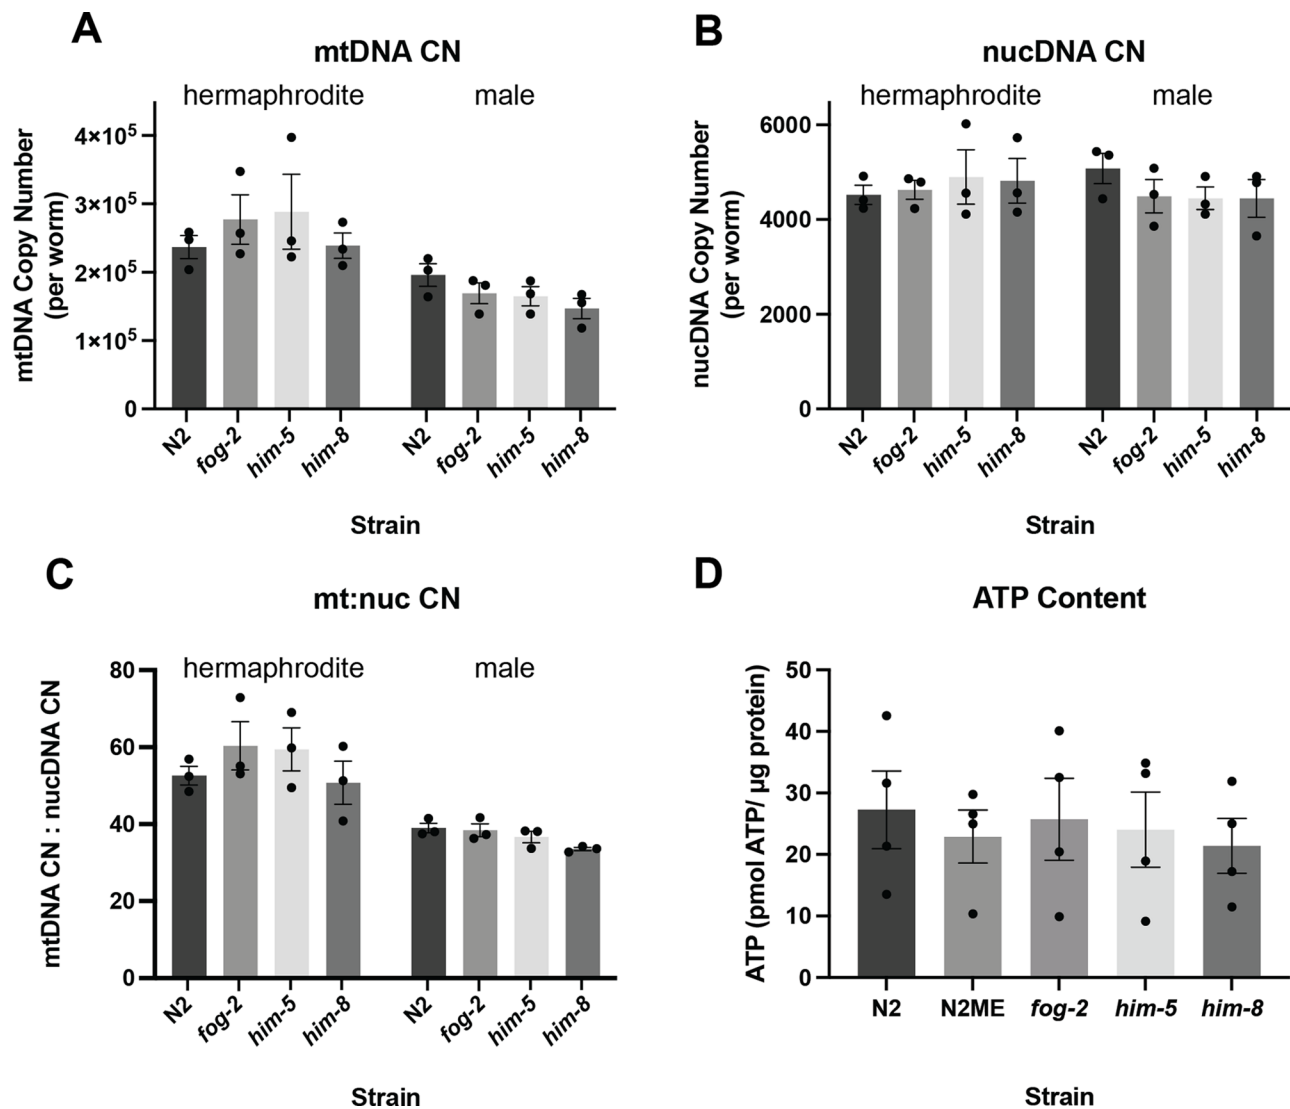 A
mtDNA CN
hermaphrodite male
mtDNA Copy Number
(per worm)
4×10⁵
3×10⁵
2×10⁵
1×10⁵
0
N2 fog-2 him-5 him-8 N2 fog-2 him-5 him-8
Strain
B
nucDNA CN
hermaphrodite male
nucDNA Copy Number
(per worm)
6000
4000
2000
0
N2 fog-2 him-5 him-8 N2 fog-2 him-5 him-8
Strain
C
mt:nuc CN
hermaphrodite male
mtDNA CN : nucDNA CN
80
60
40
20
0
N2 fog-2 him-5 him-8 N2 fog-2 him-5 him-8
Strain
D
ATP Content
ATP (pmol ATP/ μg protein)
50
40
30
20
10
0
N2 N2ME fog-2 him-5 him-8
Strain